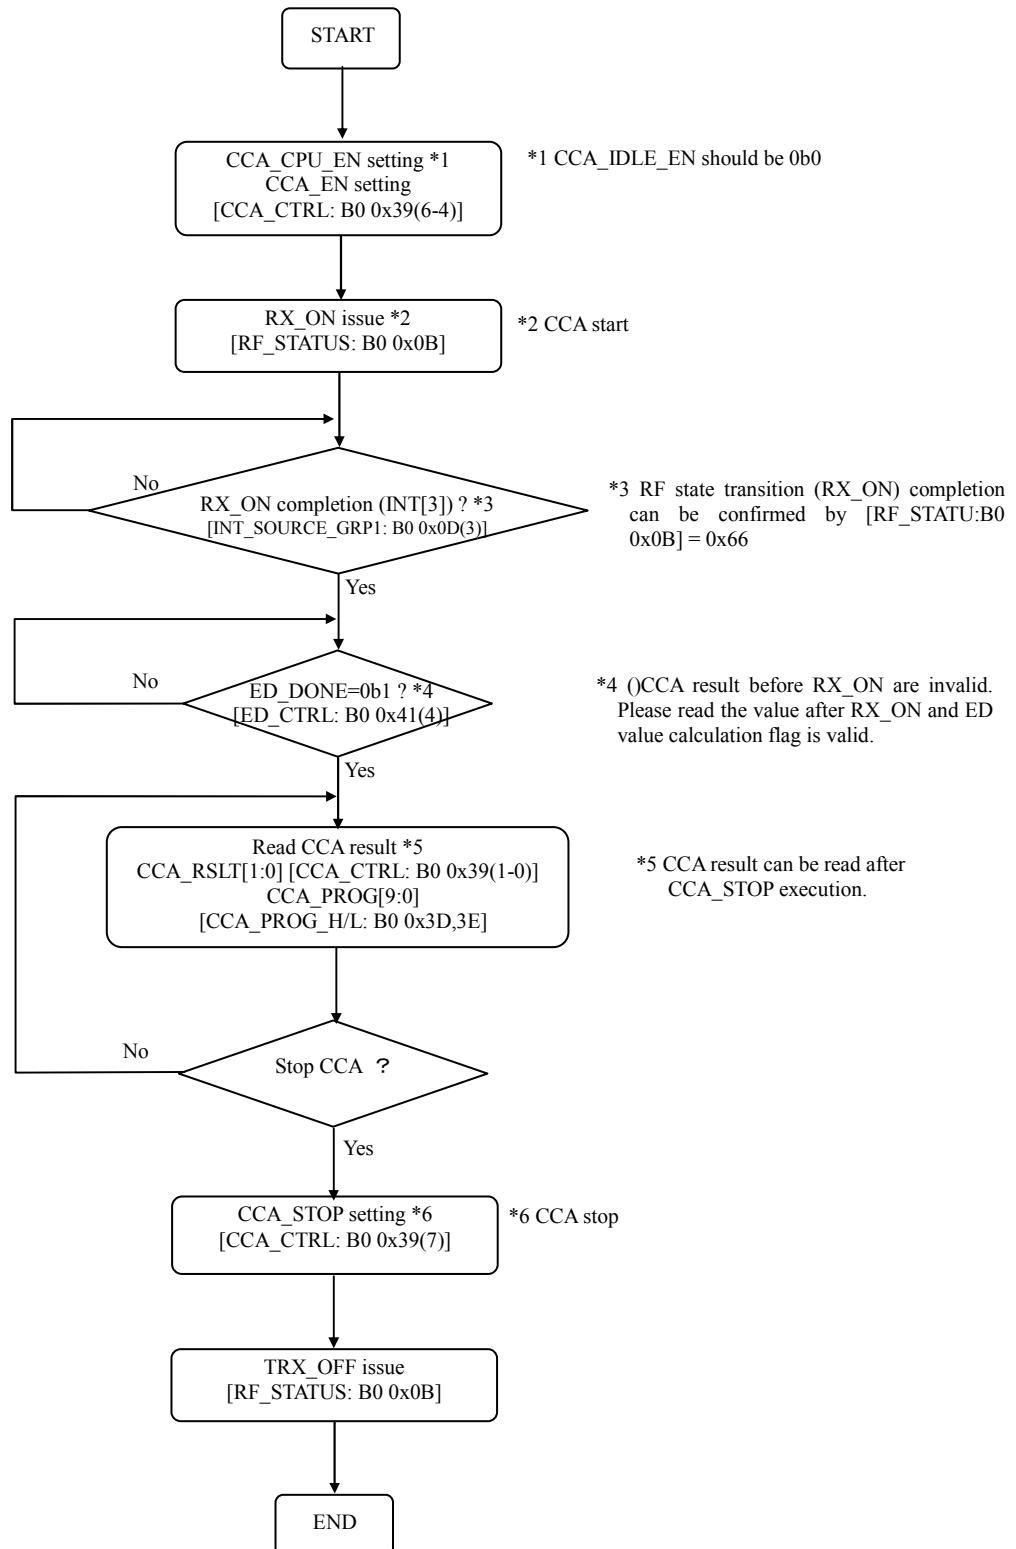 START
CCA_CPU_EN setting *1
CCA_EN setting
[CCA_CTRL: B0 0x39(6-4)]
*1 CCA_IDLE_EN should be 0b0
RX_ON issue *2
[RF_STATUS: B0 0x0B]
*2 CCA start
No
RX_ON completion (INT[3]) ? *3
[INT_SOURCE_GRP1: B0 0x0D(3)]
*3 RF state transition (RX_ON) completion
can be confirmed by [RF_STATU:B0
0x0B] = 0x66
Yes
No
ED_DONE=0b1 ? *4
[ED_CTRL: B0 0x41(4)]
*4 ()CCA result before RX_ON are invalid.
Please read the value after RX_ON and ED
value calculation flag is valid.
Yes
Read CCA result *5
CCA_RSLT[1:0] [CCA_CTRL: B0 0x39(1-0)]
CCA_PROG[9:0]
[CCA_PROG_H/L: B0 0x3D,3E]
*5 CCA result can be read after
CCA_STOP execution.
No
Stop CCA ？
Yes
CCA_STOP setting *6
[CCA_CTRL: B0 0x39(7)]
*6 CCA stop
TRX_OFF issue
[RF_STATUS: B0 0x0B]
END